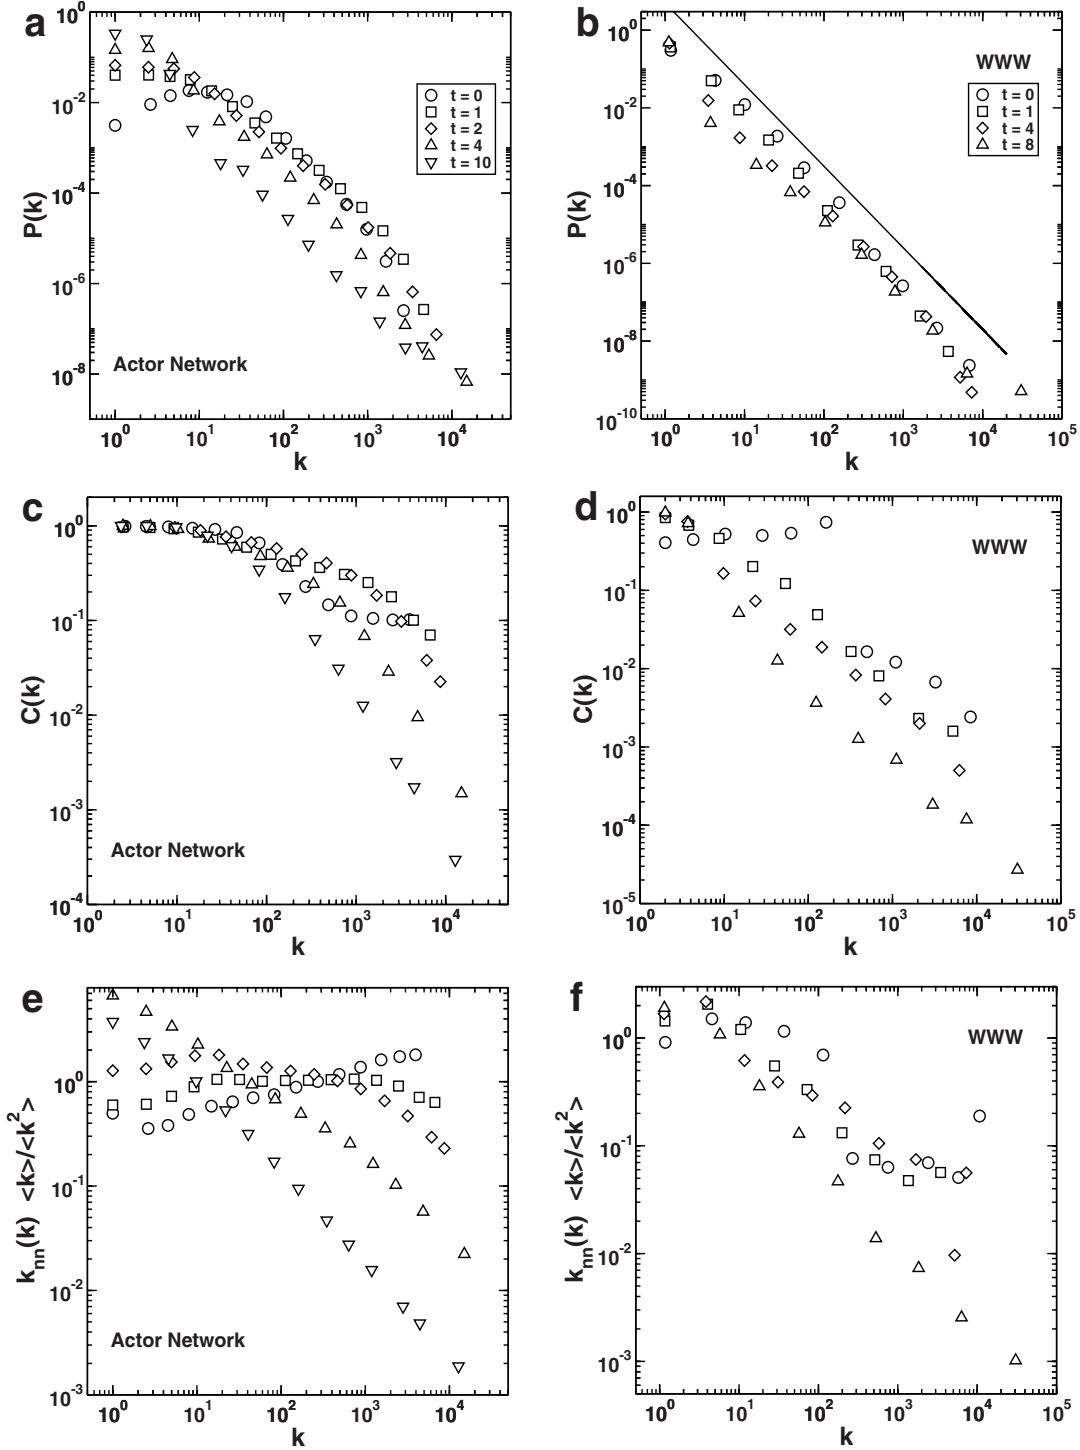 a
10^0
10^-2
10^-4
10^-6
10^-8
P(k)
t = 0
t = 1
t = 2
t = 4
t = 10
Actor Network
10^0 10^1 10^2 10^3 10^4
k
b
10^0
10^-2
10^-4
10^-6
10^-8
10^-10
P(k)
WWW
t = 0
t = 1
t = 4
t = 8
10^0 10^1 10^2 10^3 10^4 10^5
k
c
10^0
10^-1
10^-2
10^-3
10^-4
C(k)
Actor Network
10^0 10^1 10^2 10^3 10^4
k
d
10^0
10^-1
10^-2
10^-3
10^-4
10^-5
C(k)
WWW
10^0 10^1 10^2 10^3 10^4 10^5
k
e
10^0
10^-1
10^-2
10^-3
k_nn(k) <k>/<k^2>
Actor Network
10^0 10^1 10^2 10^3 10^4
k
f
10^0
10^-1
10^-2
10^-3
k_nn(k) <k>/<k^2>
WWW
10^0 10^1 10^2 10^3 10^4 10^5
k